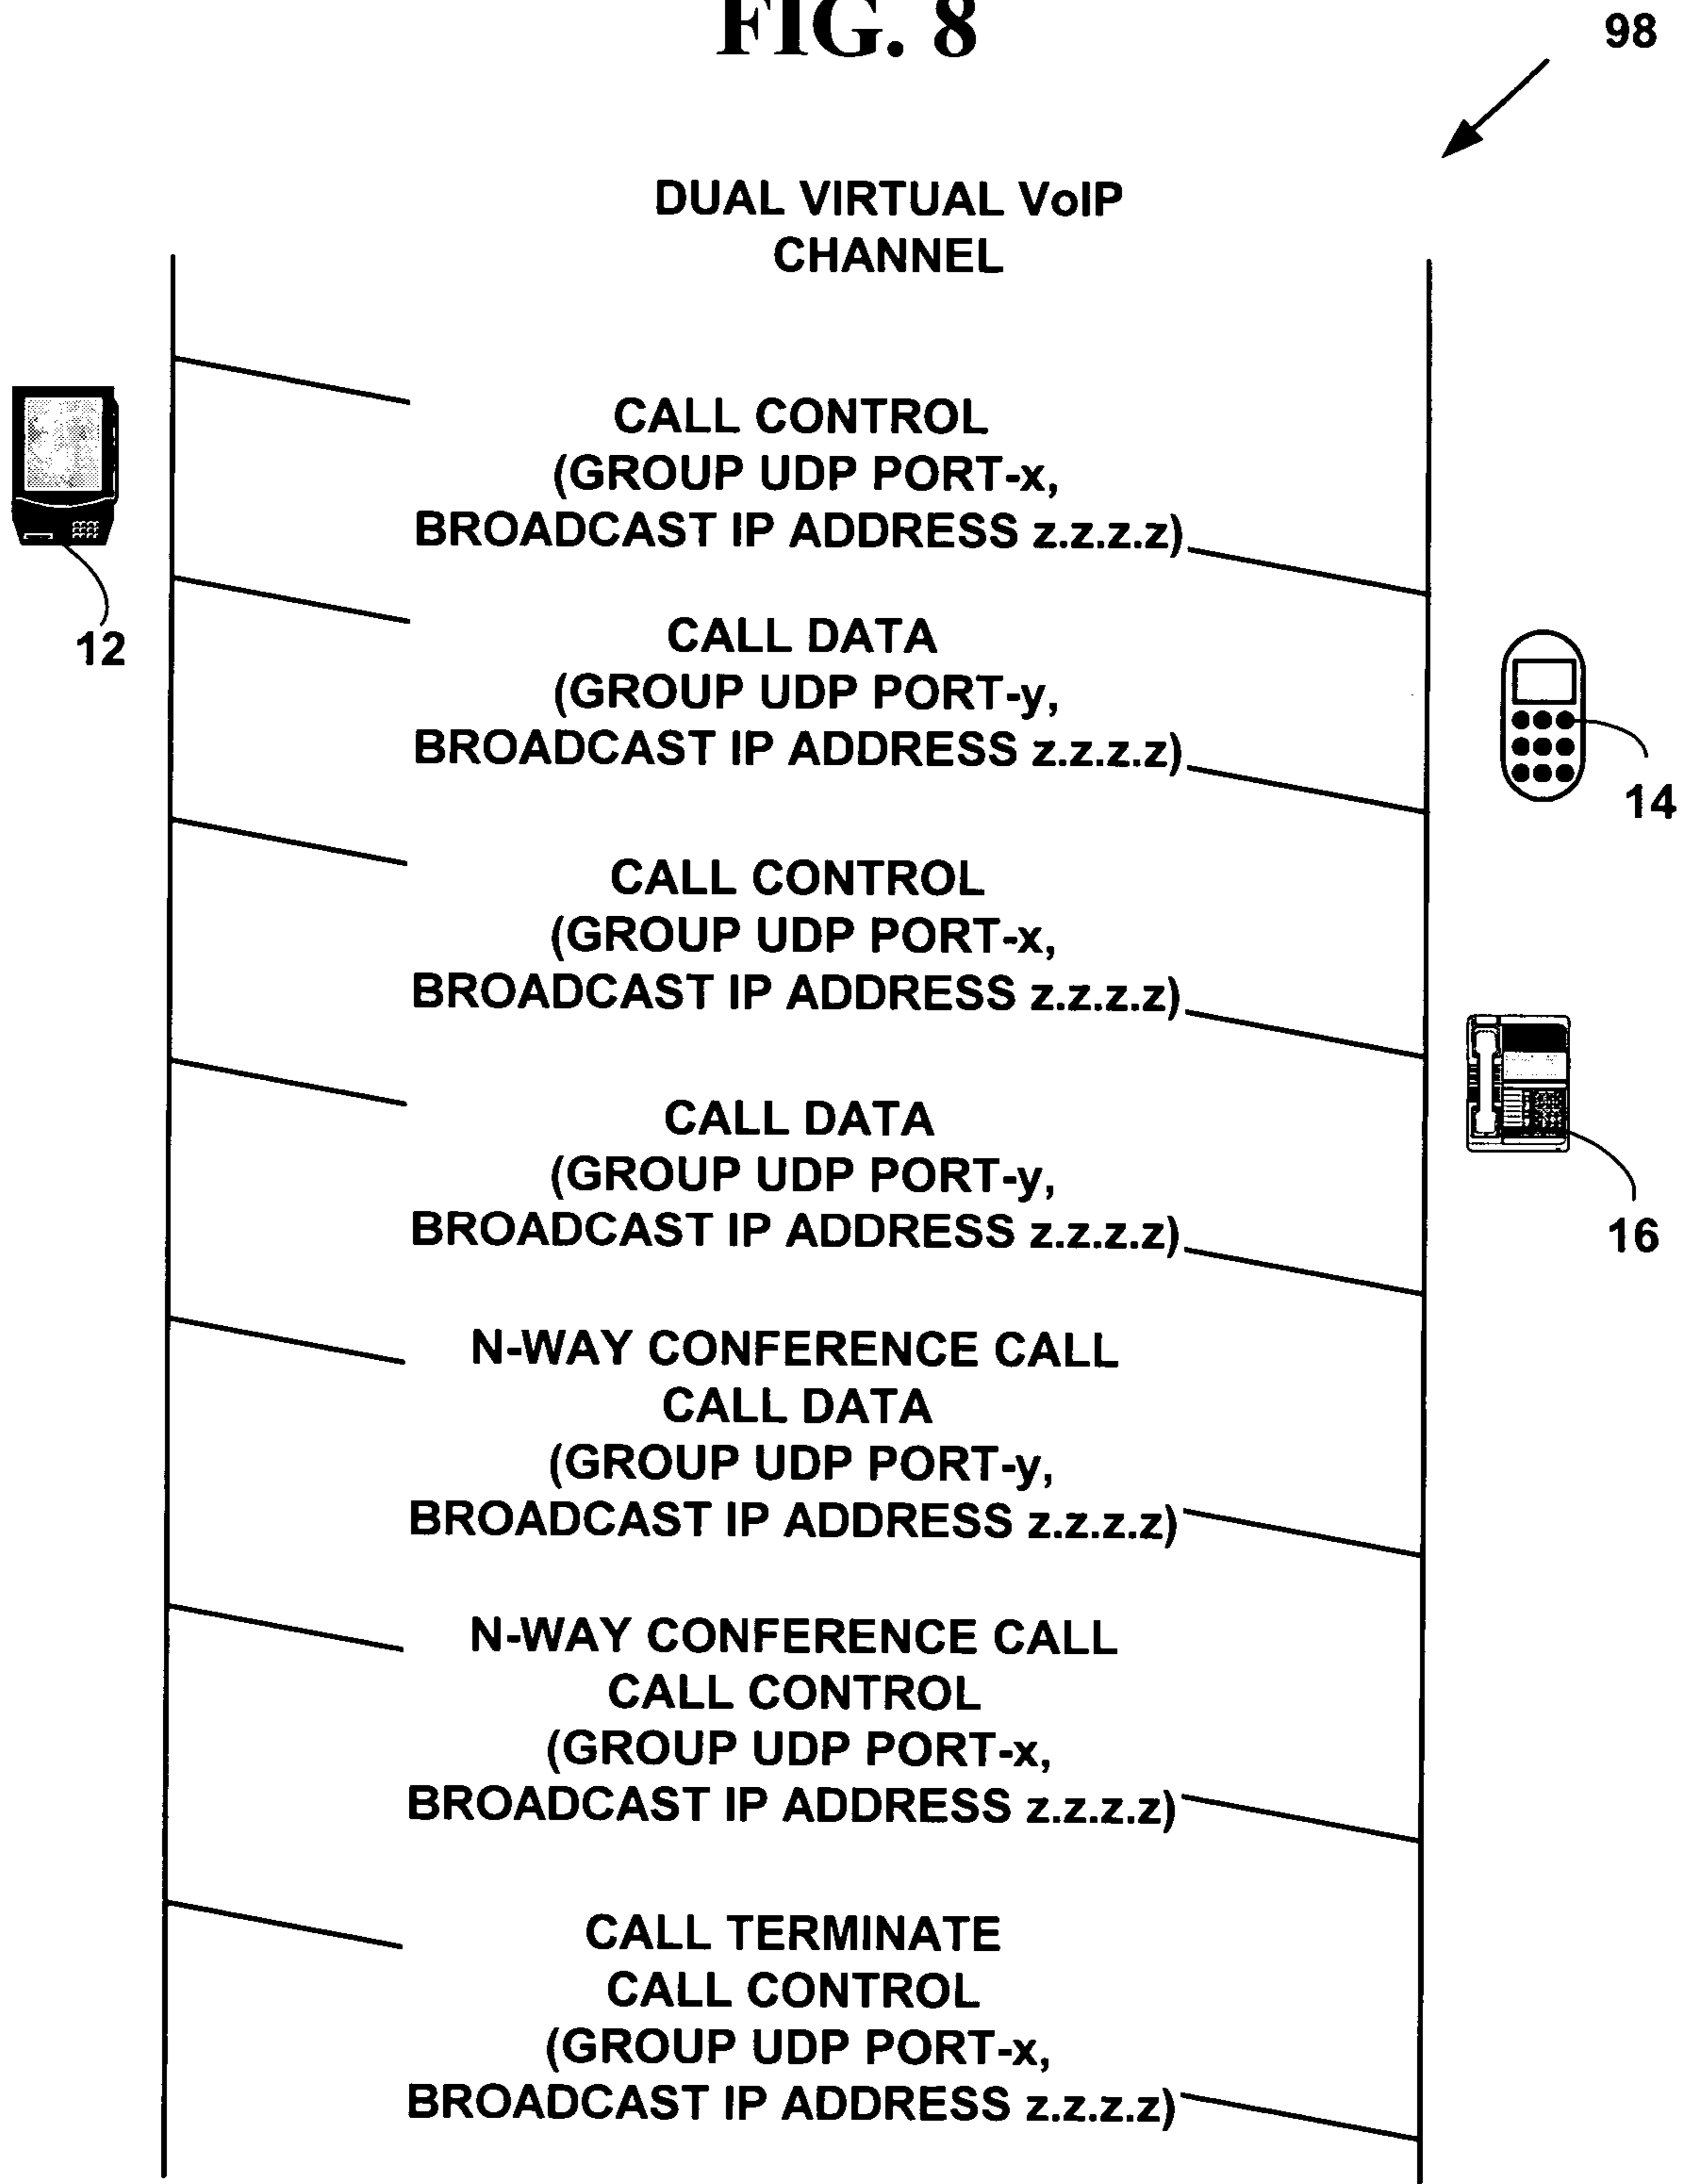 FIG. 8
98
DUAL VIRTUAL VoIP
CHANNEL
CALL CONTROL
(GROUP UDP PORT-x,
BROADCAST IP ADDRESS z.z.z.z)
12
CALL DATA
(GROUP UDP PORT-y,
BROADCAST IP ADDRESS z.z.z.z)
14
CALL CONTROL
(GROUP UDP PORT-x,
BROADCAST IP ADDRESS z.z.z.z)
CALL DATA
(GROUP UDP PORT-y,
BROADCAST IP ADDRESS z.z.z.z)
16
N-WAY CONFERENCE CALL
CALL DATA
(GROUP UDP PORT-y,
BROADCAST IP ADDRESS z.z.z.z)
N-WAY CONFERENCE CALL
CALL CONTROL
(GROUP UDP PORT-x,
BROADCAST IP ADDRESS z.z.z.z)
CALL TERMINATE
CALL CONTROL
(GROUP UDP PORT-x,
BROADCAST IP ADDRESS z.z.z.z)